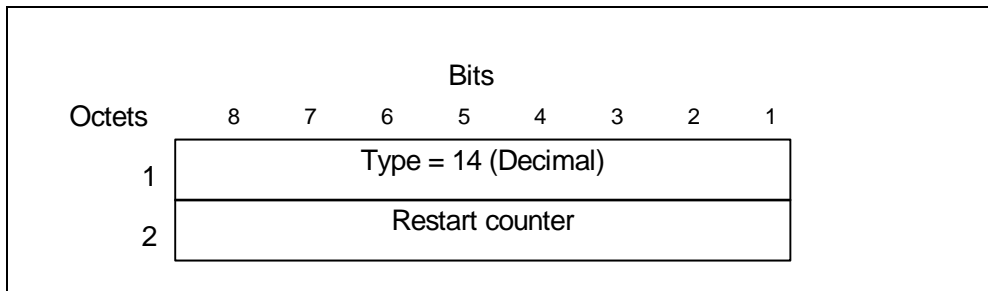 Bits
Octets 8 7 6 5 4 3 2 1
1 Type = 14 (Decimal)
2 Restart counter